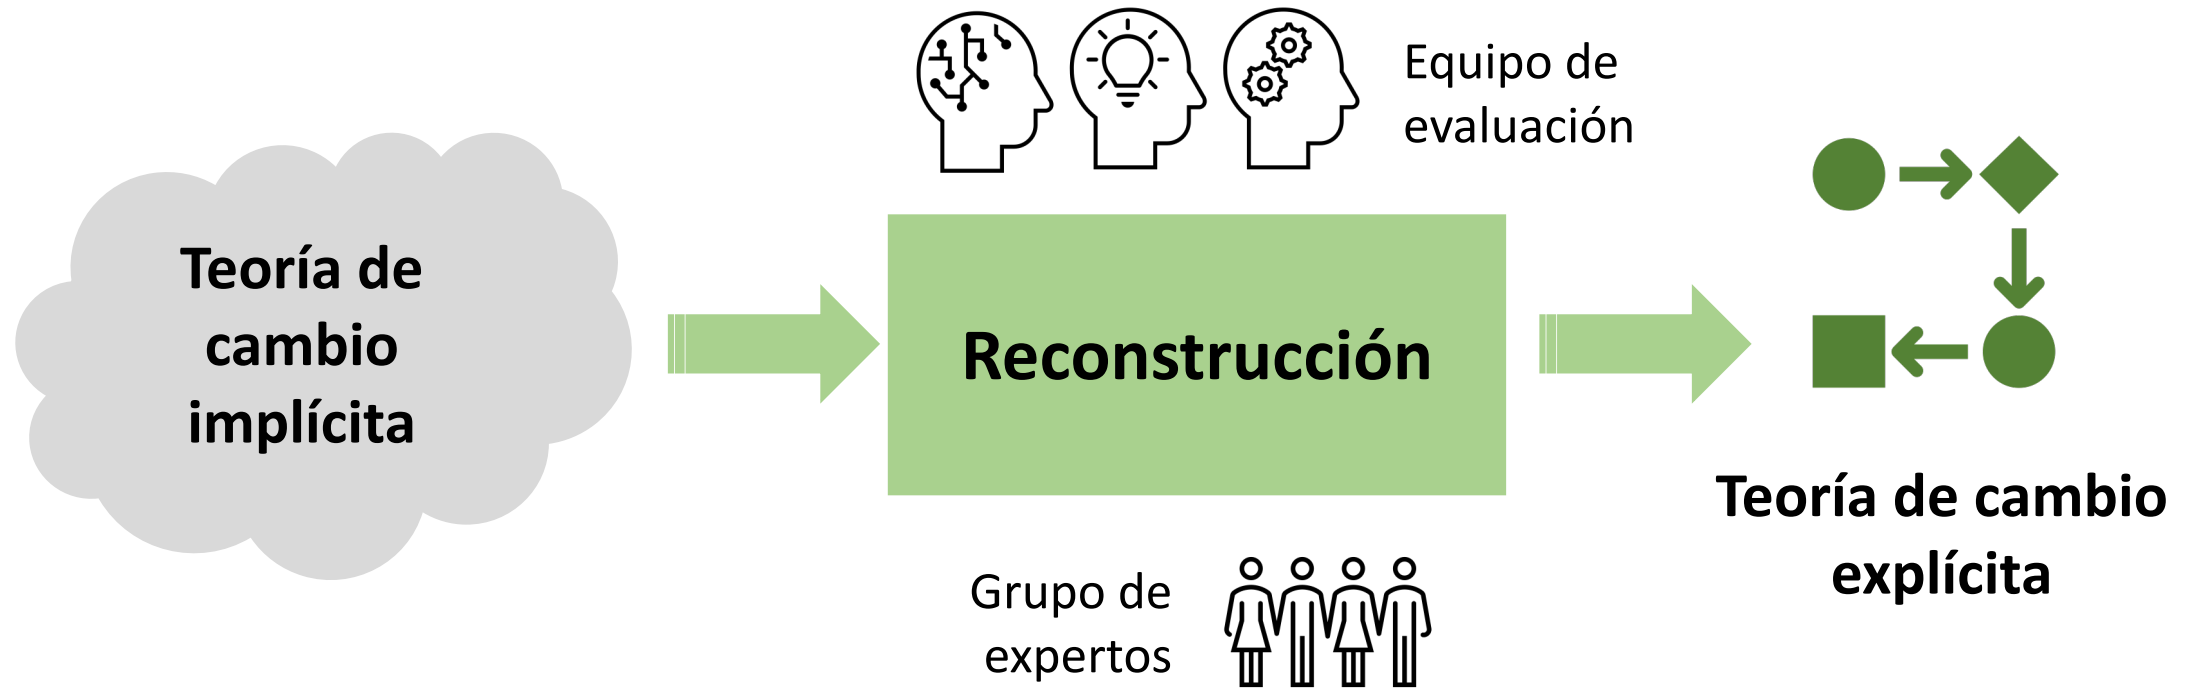 Teoría de
cambio
implícita
Equipo de
evaluación
Reconstrucción
Grupo de
expertos
Teoría de cambio
explícita